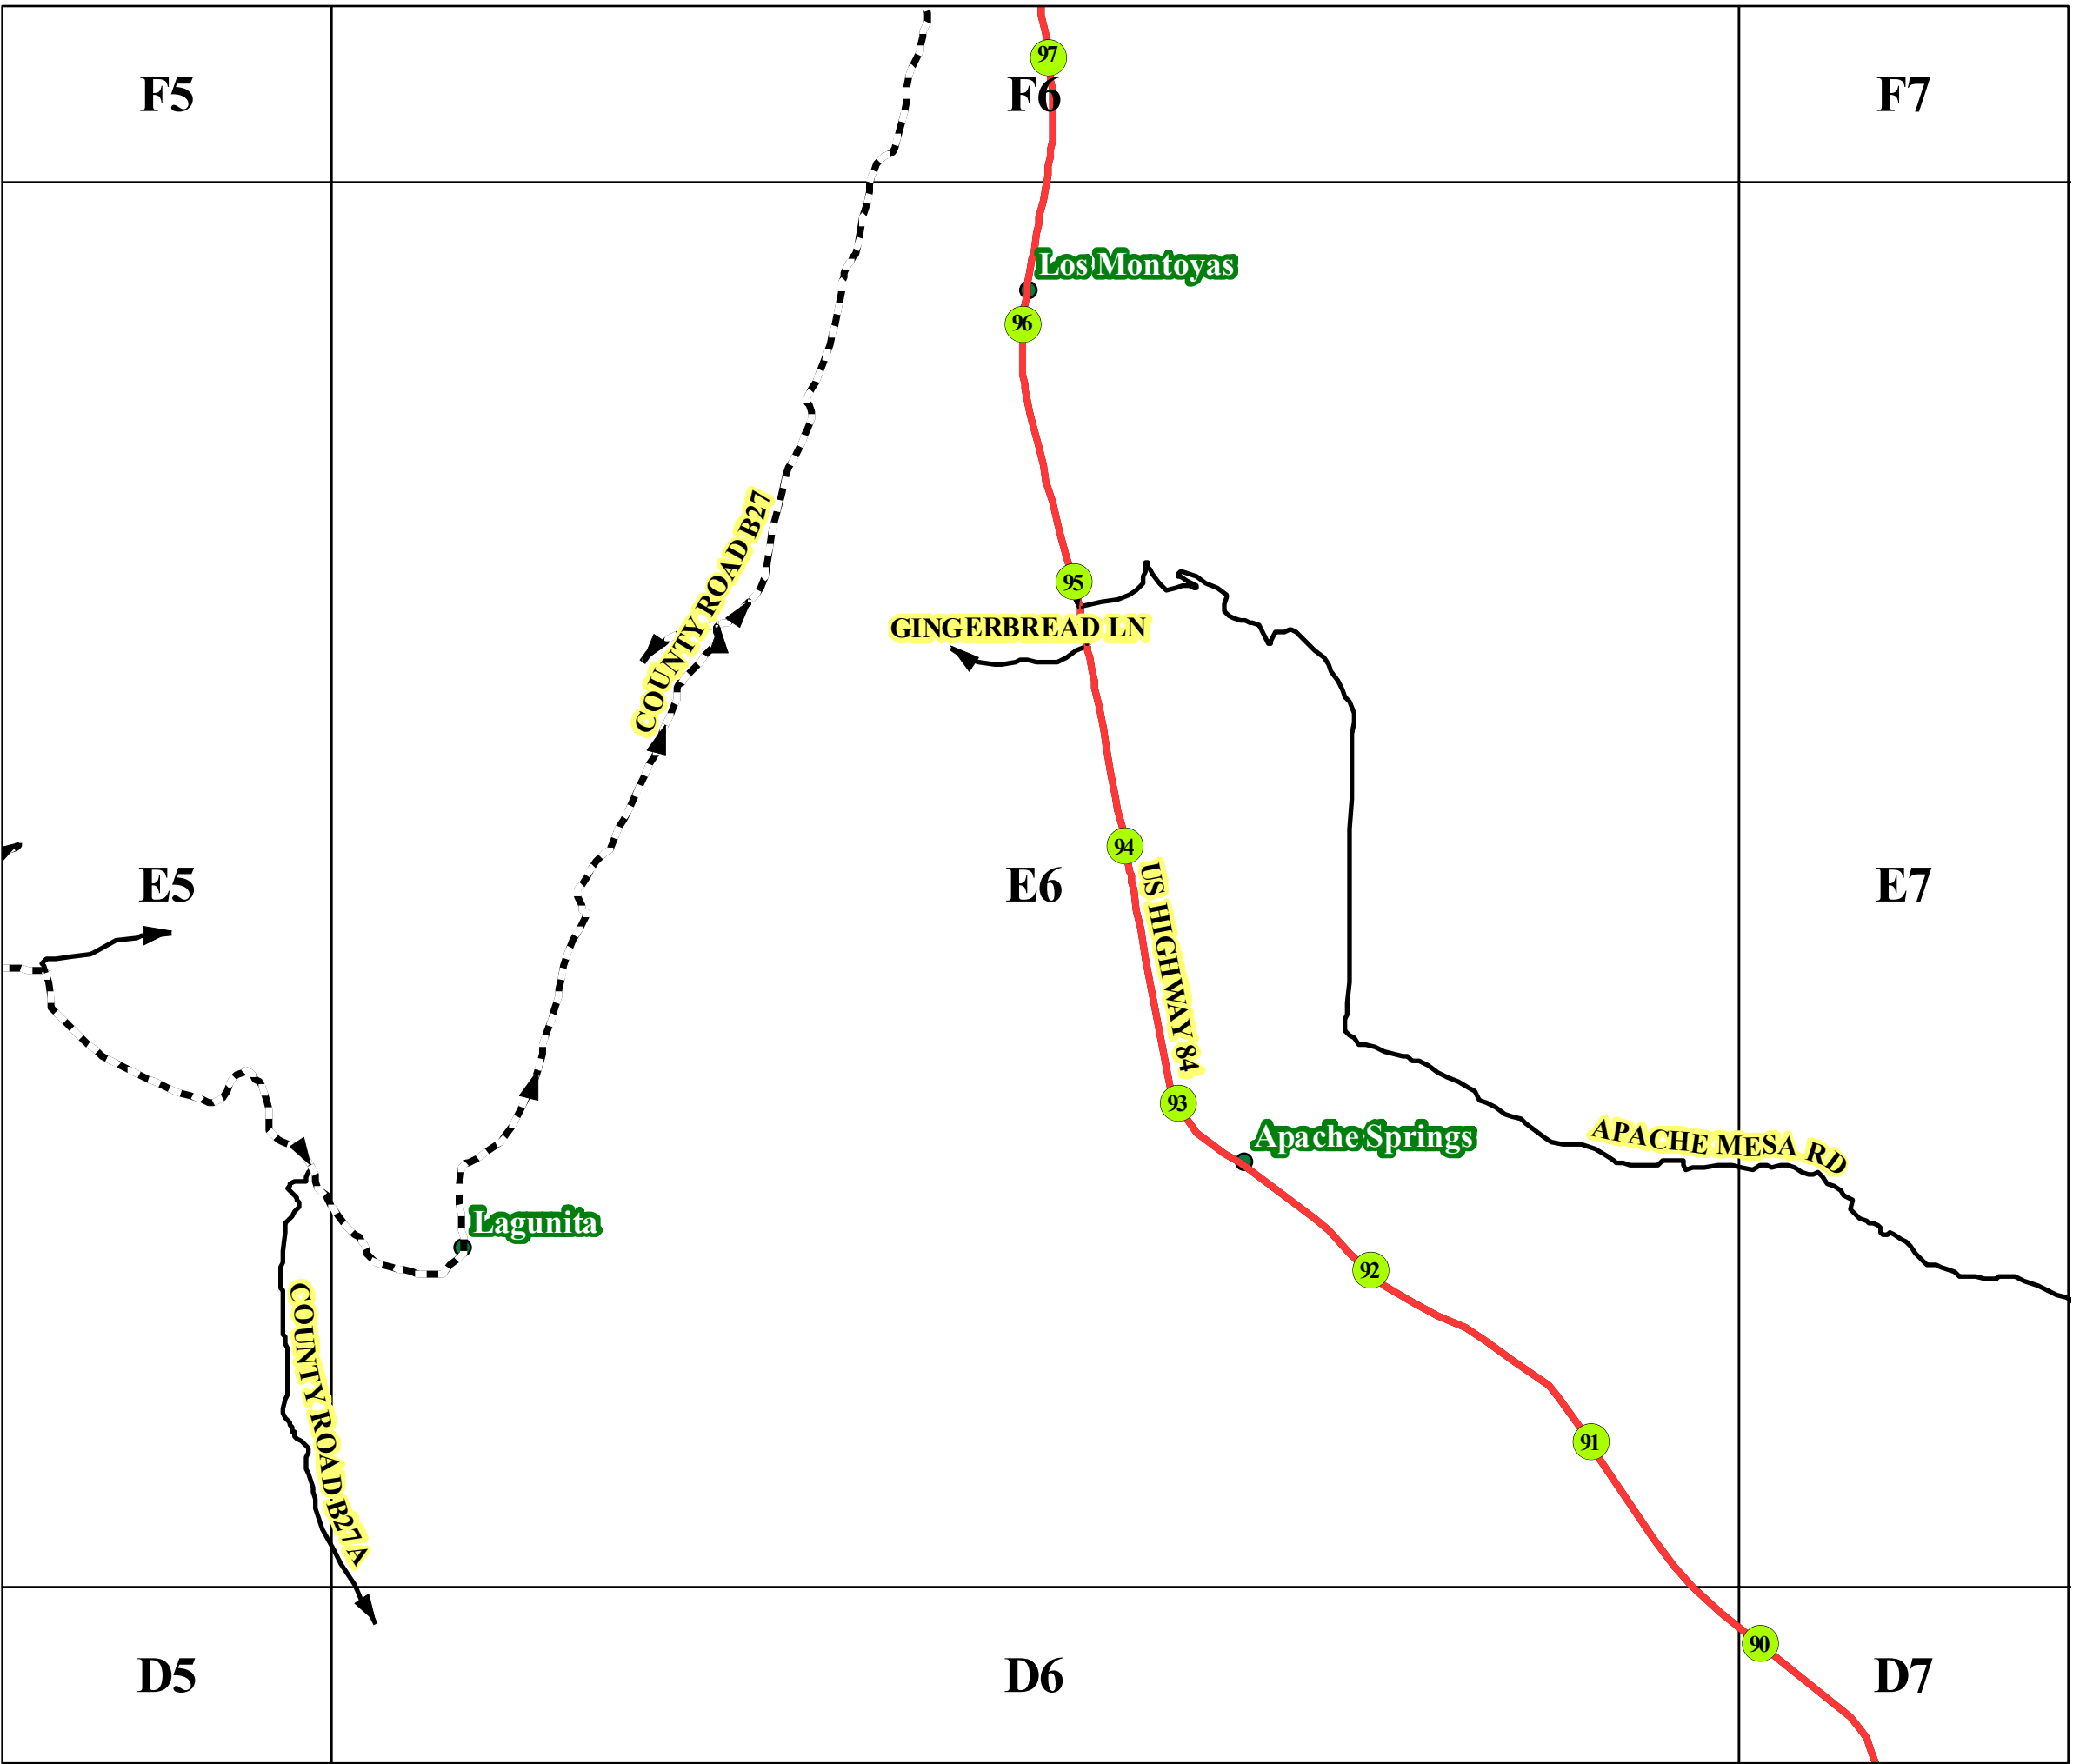 97
F5
F6
F7
Los Montoyas
96
COUNTY ROAD B27
95
GINGERBREAD LN
94
E5
E6
E7
US HIGHWAY 84
93
Apache Springs
APACHE MESA RD
Lagunita
92
COUNTY ROAD B27A
91
90
D5
D6
D7